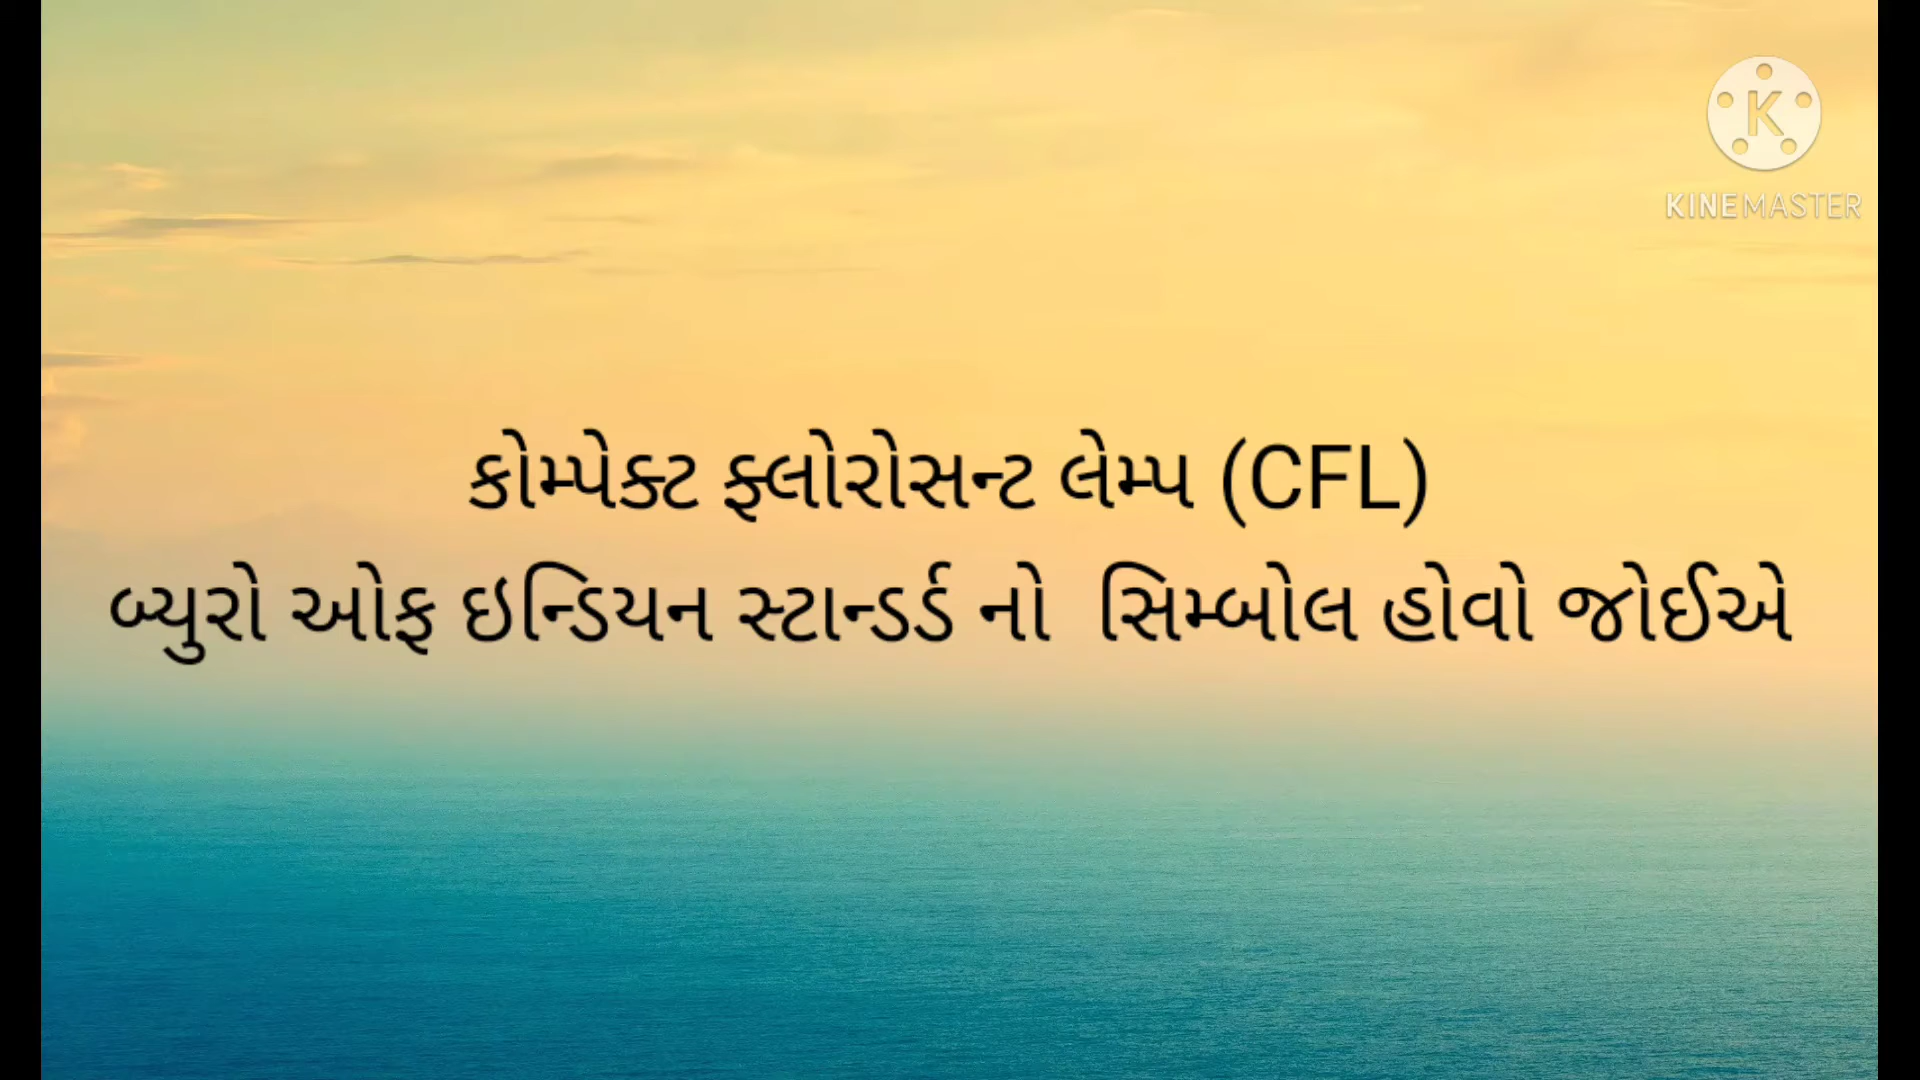 KINEMASTER
કોમ્પેક્ટ ફ્લોરોસન્ટ લેમ્પ (CFL)
બ્યુરો ઓફ ઇન્ડિયન સ્ટાન્ડર્ડ નો  સિમ્બોલ હોવો જોઈએ